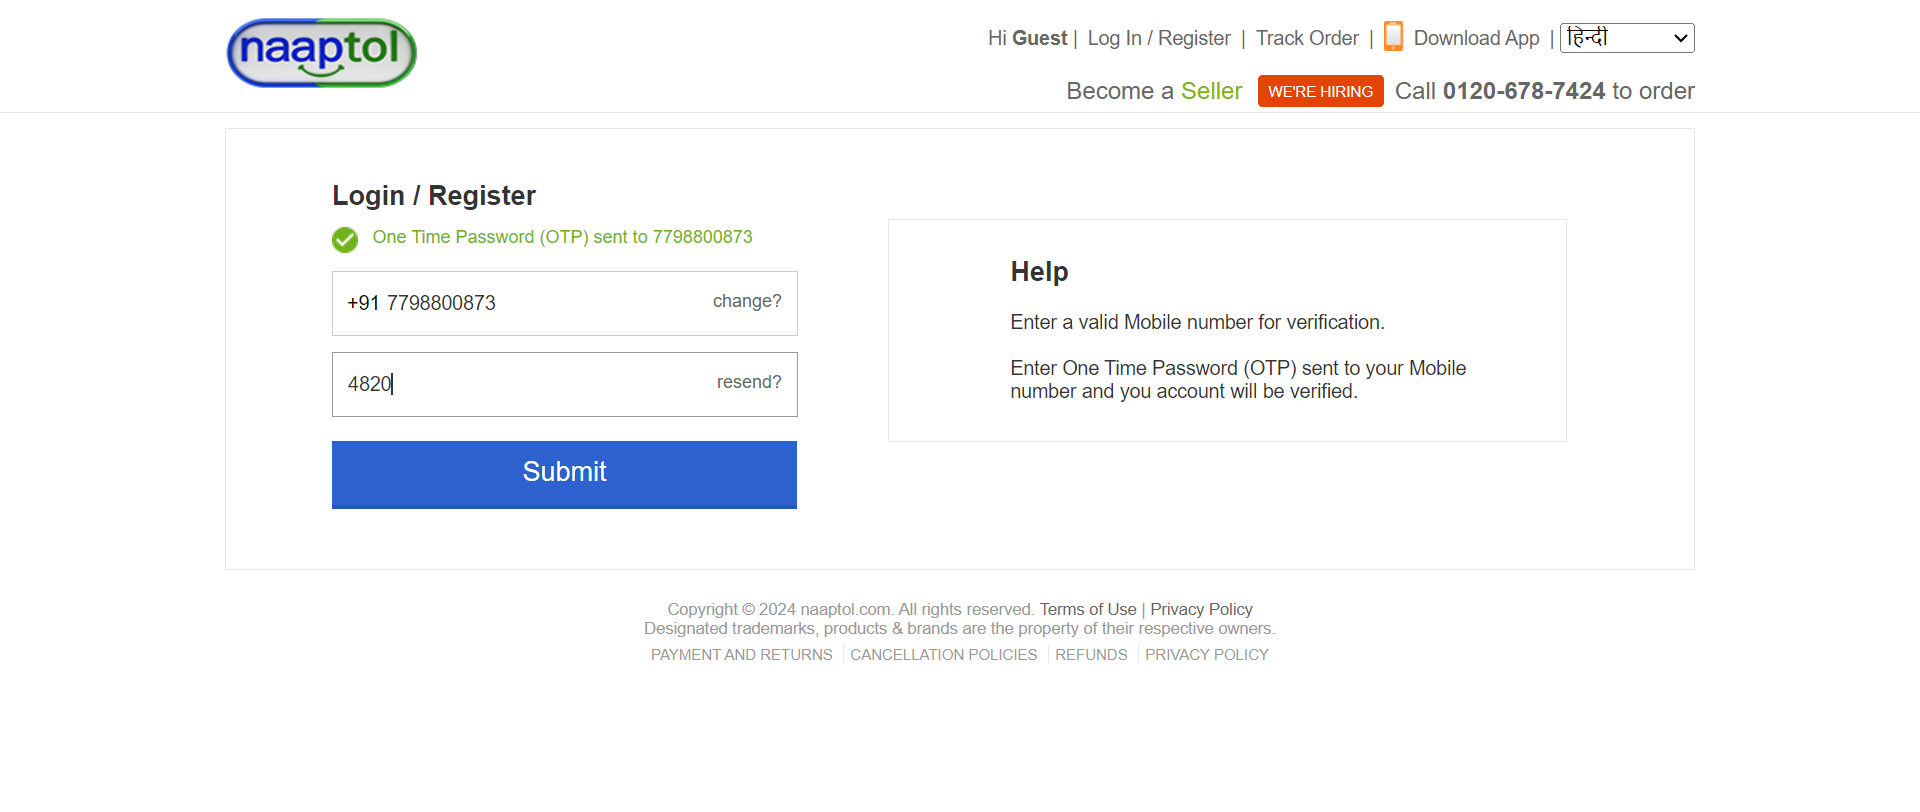 naaptol
Hi Guest | Log In / Register | Track Order | Download App | हिन्दी
Become a Seller WE'RE HIRING Call 0120-678-7424 to order
Login / Register
One Time Password (OTP) sent to 7798800873
+91 7798800873 change?
4820 resend?
Submit
Help
Enter a valid Mobile number for verification.
Enter One Time Password (OTP) sent to your Mobile
number and you account will be verified.
Copyright © 2024 naaptol.com. All rights reserved. Terms of Use | Privacy Policy
Designated trademarks, products & brands are the property of their respective owners.
PAYMENT AND RETURNS | CANCELLATION POLICIES | REFUNDS | PRIVACY POLICY